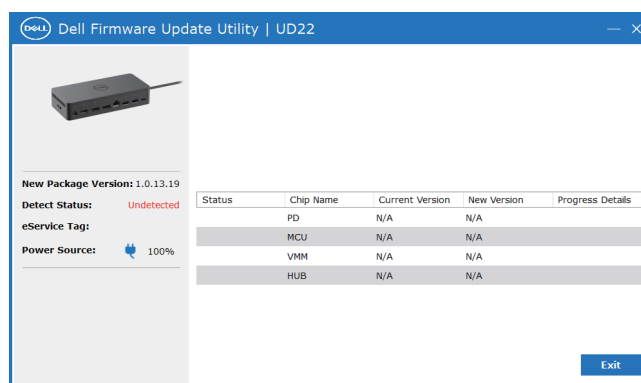 DELL Dell Firmware Update Utility | UD22
New Package Version: 1.0.13.19
Detect Status: Undetected
eService Tag:
Power Source: 100%
Status Chip Name Current Version New Version Progress Details
PD N/A N/A
MCU N/A N/A
VMM N/A N/A
HUB N/A N/A
Exit